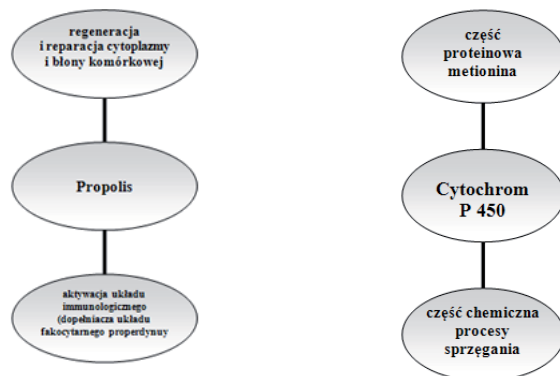 regeneracja
i reparacja cytoplazmy
i błony komórkowej
Propolis
aktywacja układu
immunologicznego
(dopełniacza układu
fakocytarnego properdynuy
część
proteinowa
metionina
Cytochrom
P 450
część chemiczna
procesy
sprzęgania